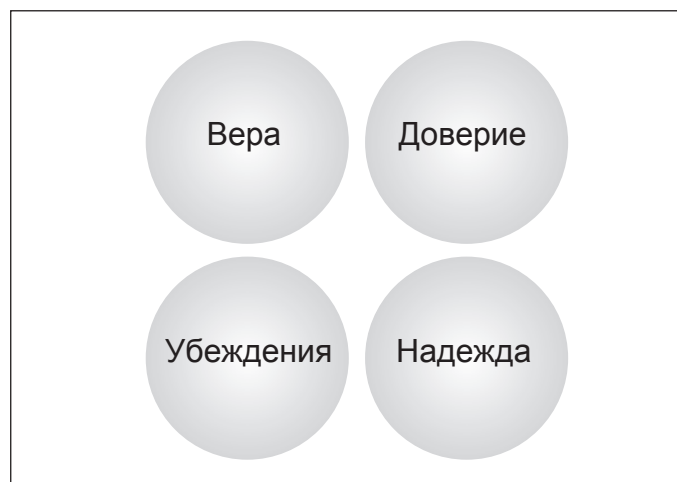 Вера
Доверие
Убеждения
Надежда